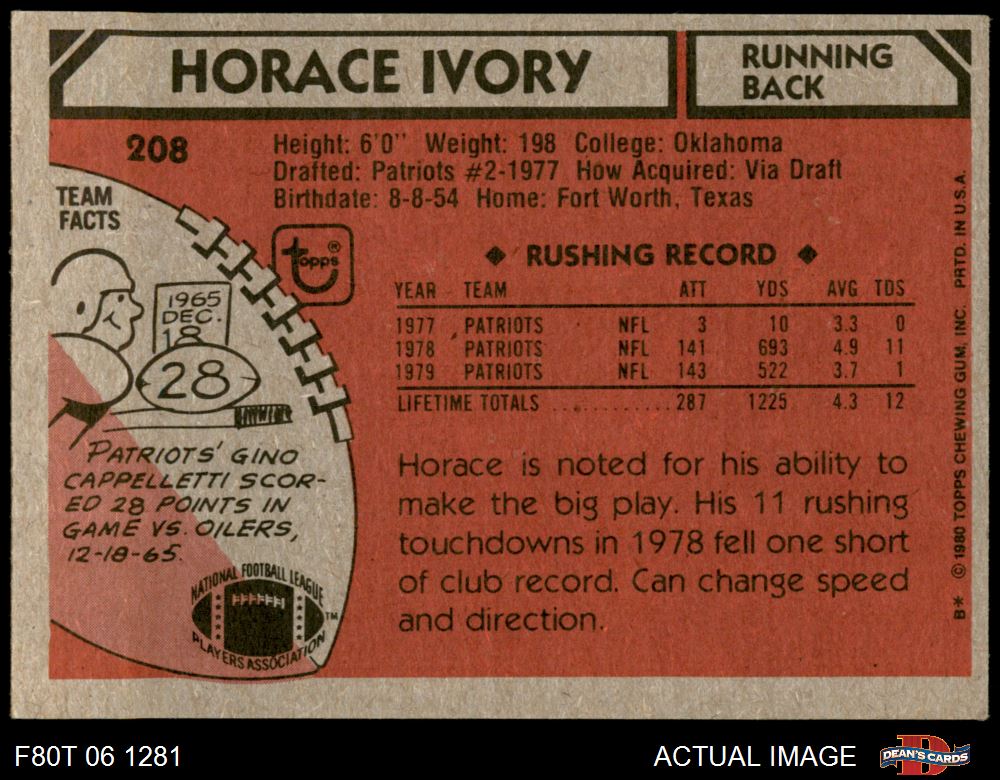 HORACE IVORY
RUNNING
BACK
208
Height: 6'0" Weight: 198 College: Oklahoma
Drafted: Patriots #2-1977 How Acquired: Via Draft
Birthdate: 8-8-54 Home: Fort Worth, Texas
TEAM
FACTS
1965
DEC.
18
28
PATRIOTS' GINO
CAPPELLETTI SCOR-
ED 28 POINTS IN
GAME VS. OILERS,
12-18-65.
NATIONAL FOOTBALL LEAGUE
PLAYERS ASSOCIATION
TM
topps®
◆ RUSHING RECORD ◆
YEAR TEAM ATT YDS AVG TDS
1977 PATRIOTS NFL 3 10 3.3 0
1978 PATRIOTS NFL 141 693 4.9 11
1979 PATRIOTS NFL 143 522 3.7 1
LIFETIME TOTALS ............ 287 1225 4.3 12
Horace is noted for his ability to
make the big play. His 11 rushing
touchdowns in 1978 fell one short
of club record. Can change speed
and direction.
B* © 1980 TOPPS CHEWING GUM, INC. PRTD. IN U.S.A.
F80T 06 1281
ACTUAL IMAGE
DEAN'S CARDS